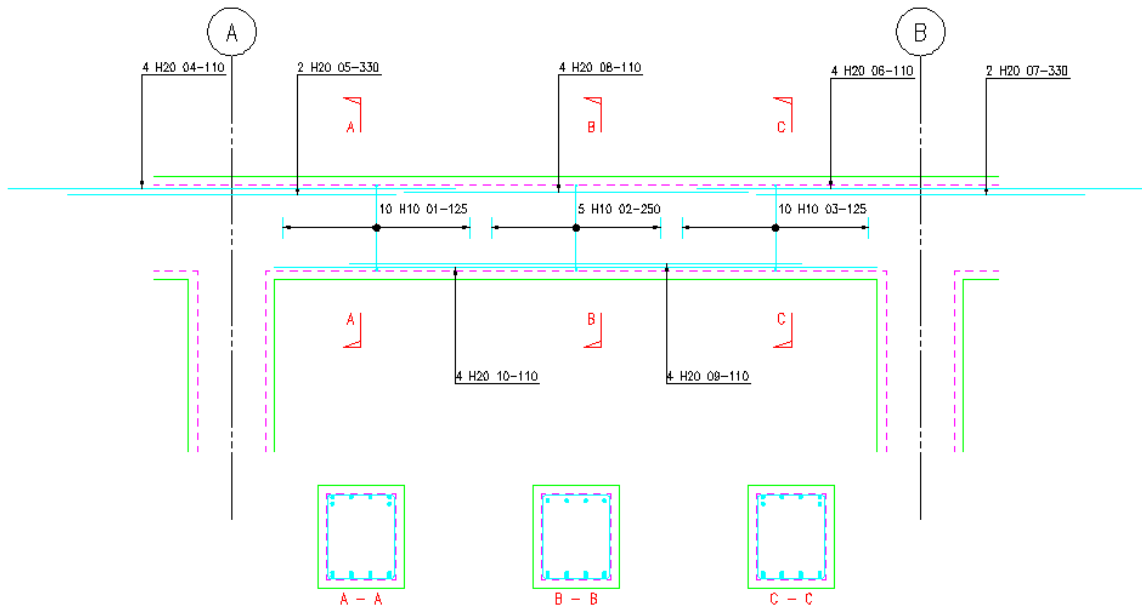 A
B
4 H20 04-110
2 H20 05-330
4 H20 08-110
4 H20 06-110
2 H20 07-330
A
B
C
10 H10 01-125
5 H10 02-250
10 H10 03-125
A
B
C
4 H20 10-110
4 H20 09-110
A - A
B - B
C - C